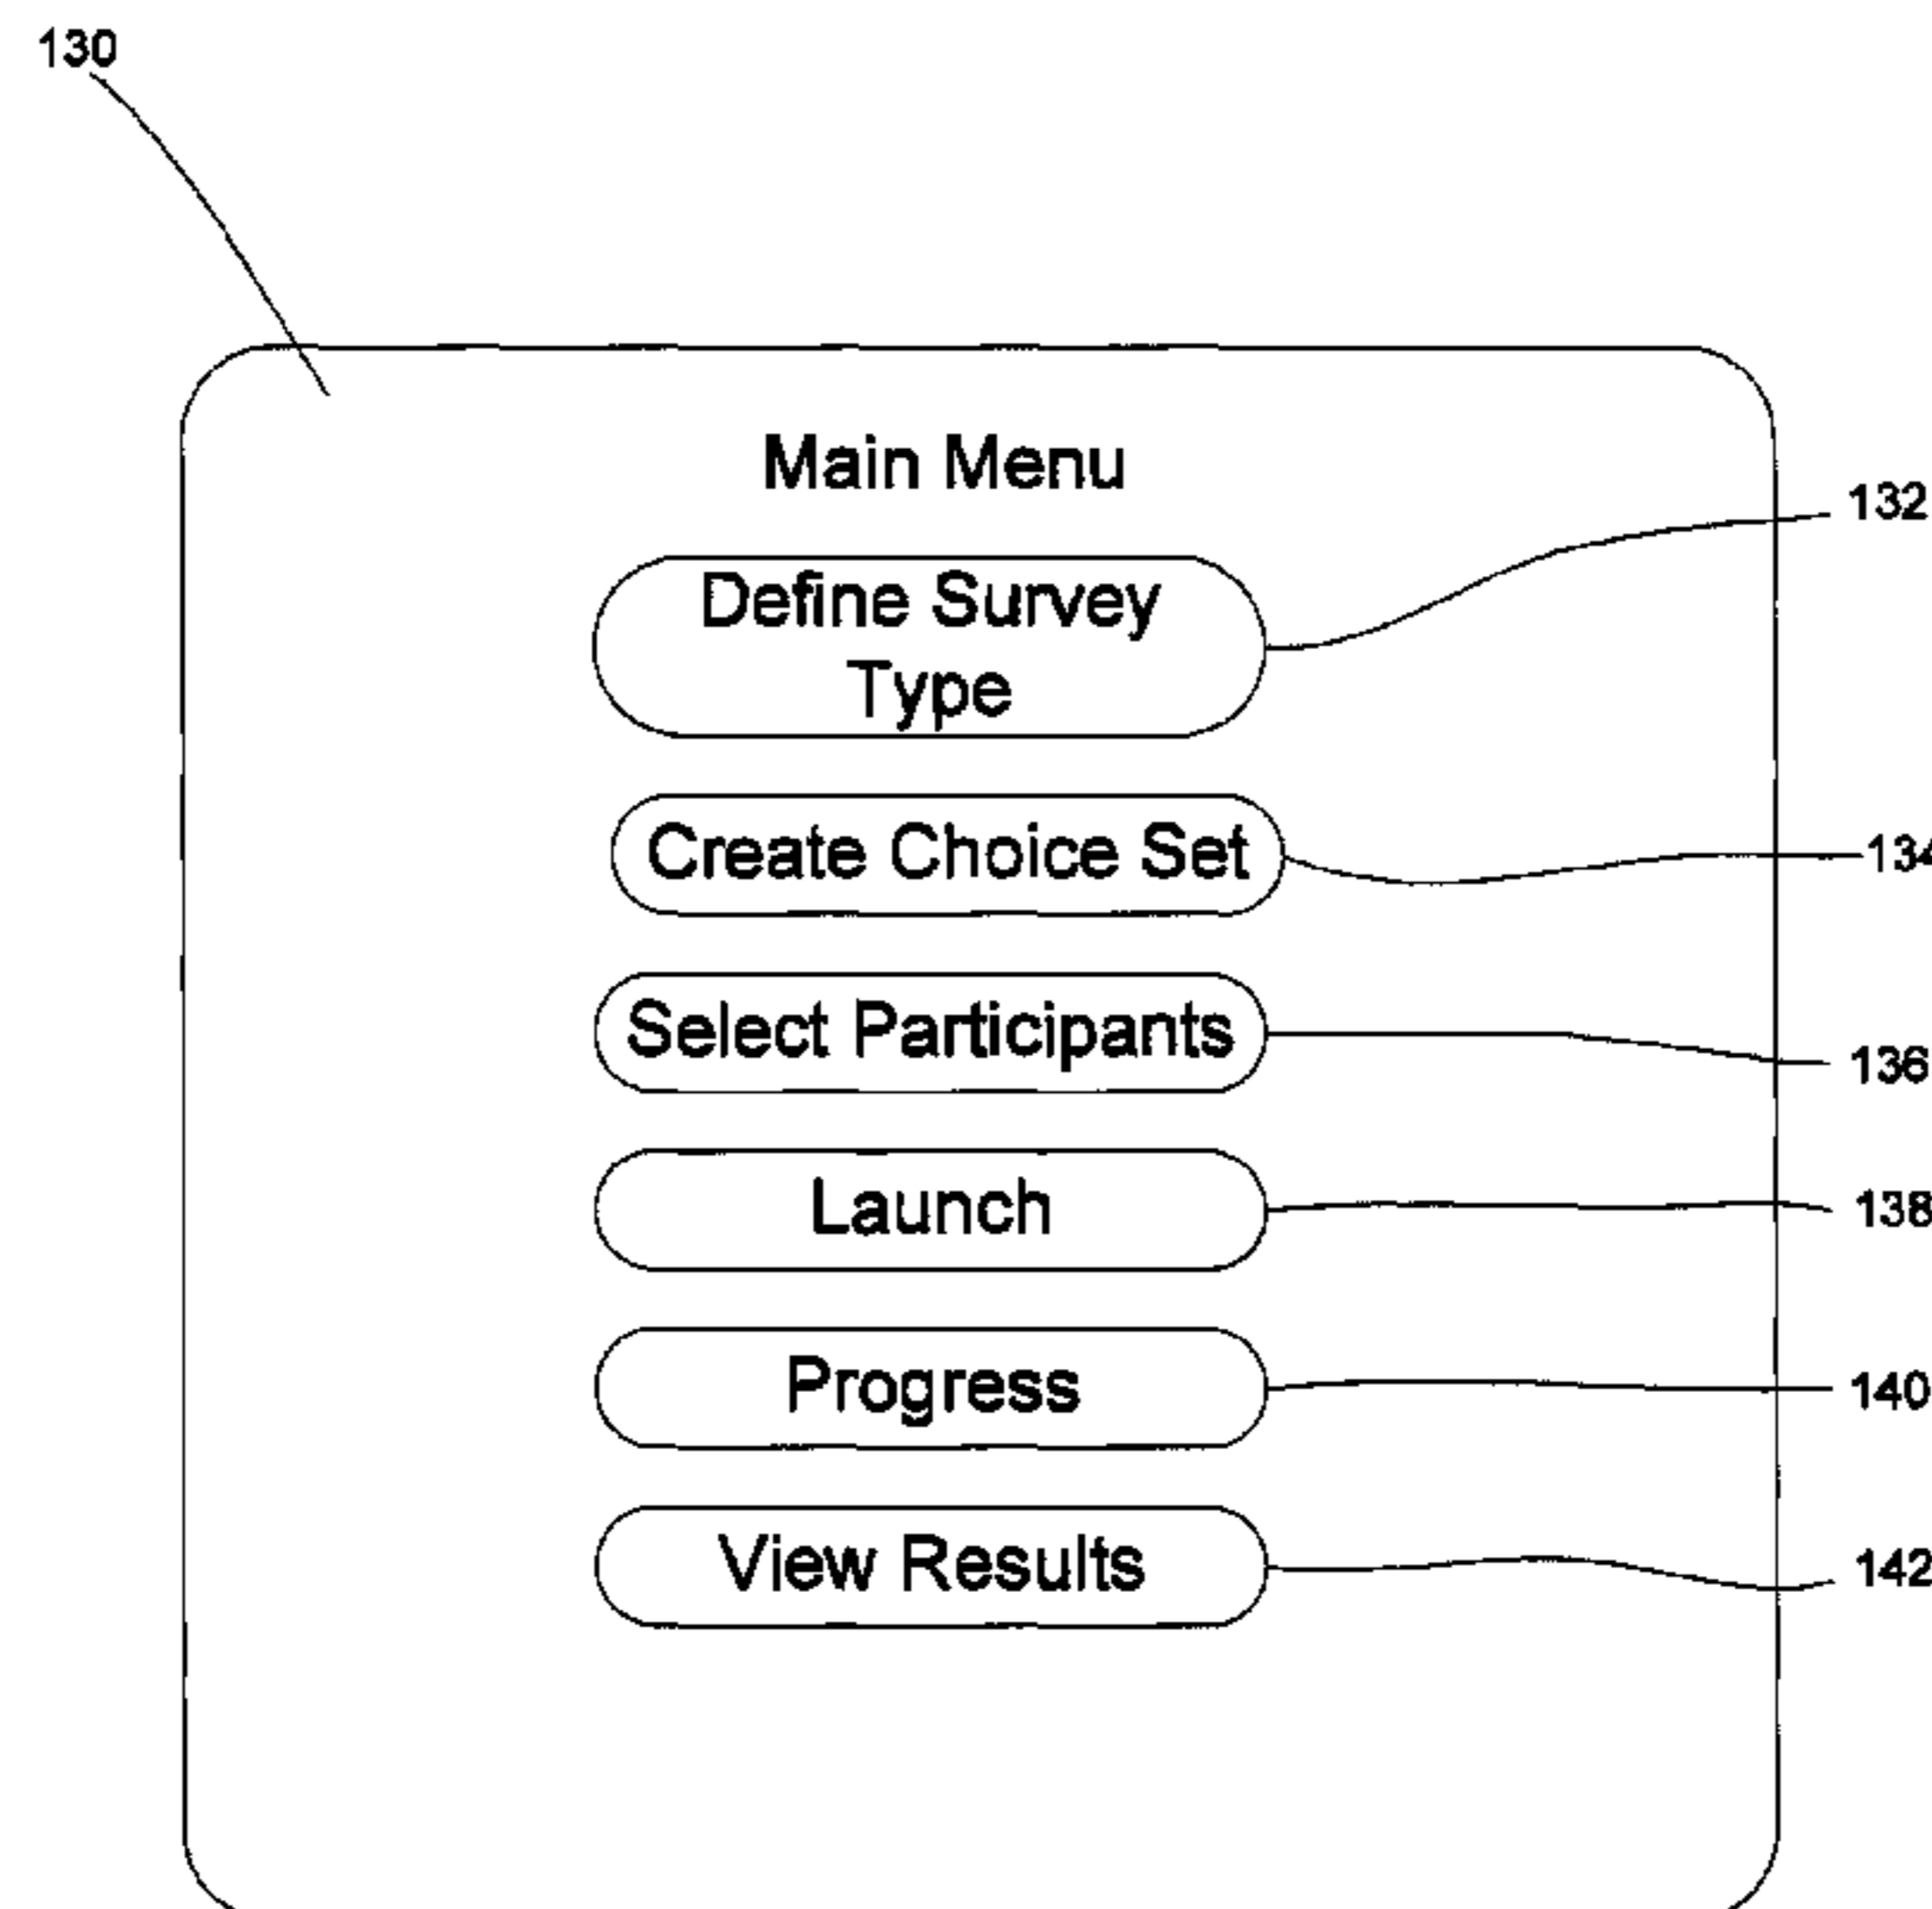 130
Main Menu
132
Define Survey
Type
Create Choice Set
134
Select Participants
136
Launch
138
Progress
140
View Results
142